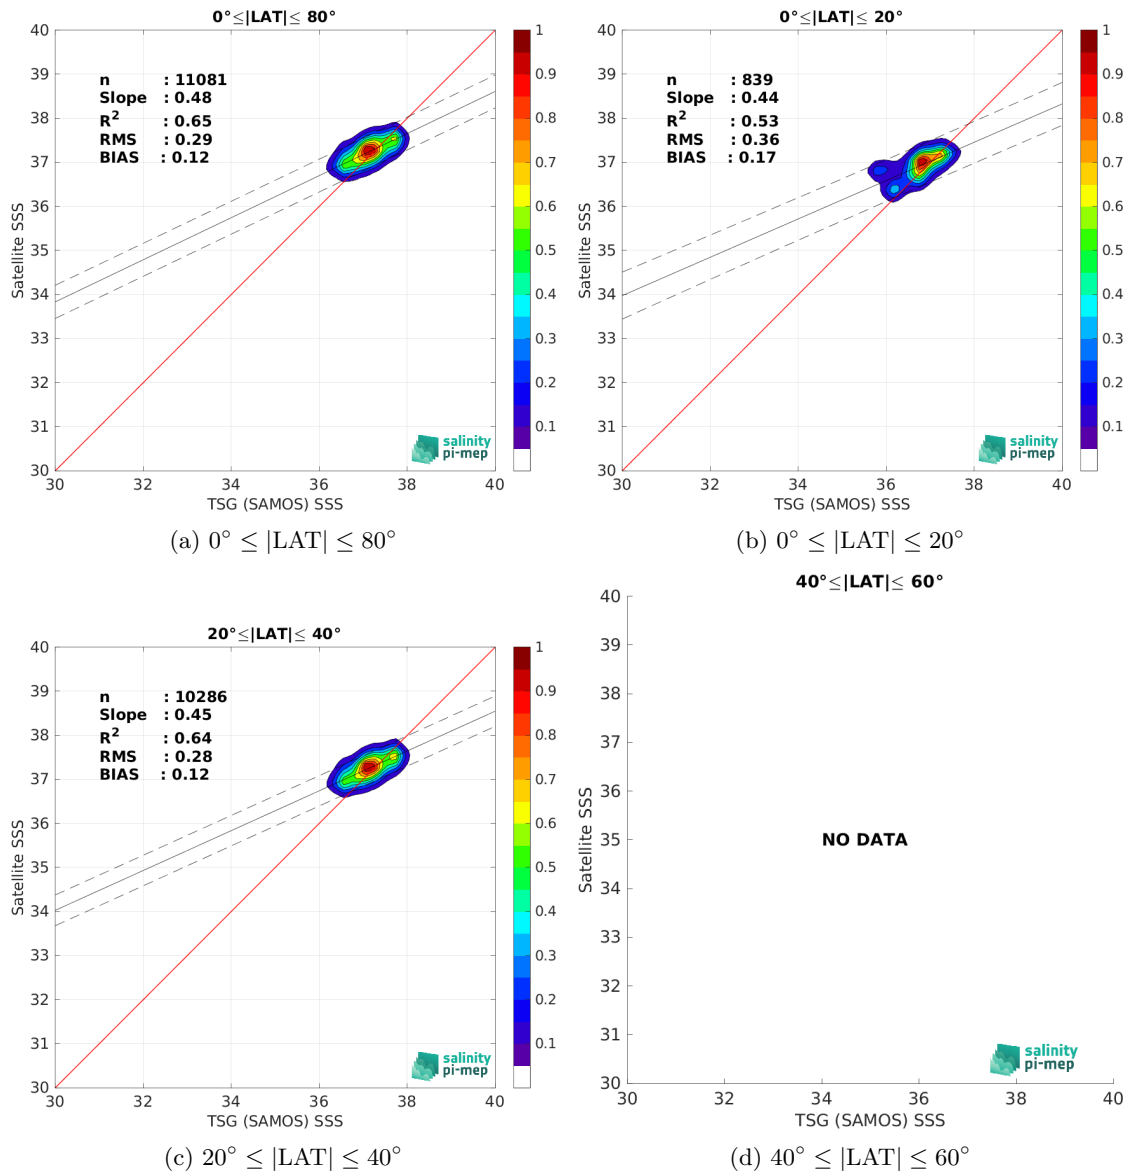 0°≤|LAT|≤ 80°
40
39
38
37
36
35
34
33
32
31
30
Satellite SSS
n : 11081
Slope : 0.48
R2 : 0.65
RMS : 0.29
BIAS : 0.12
1
0.9
0.8
0.7
0.6
0.5
0.4
0.3
0.2
0.1
salinity
pi-mep
30 32 34 36 38 40
TSG (SAMOS) SSS
(a) 0° ≤ |LAT| ≤ 80°
0°≤|LAT|≤ 20°
40
39
38
37
36
35
34
33
32
31
30
Satellite SSS
n : 839
Slope : 0.44
R2 : 0.53
RMS : 0.36
BIAS : 0.17
1
0.9
0.8
0.7
0.6
0.5
0.4
0.3
0.2
0.1
salinity
pi-mep
30 32 34 36 38 40
TSG (SAMOS) SSS
(b) 0° ≤ |LAT| ≤ 20°
20°≤|LAT|≤ 40°
40
39
38
37
36
35
34
33
32
31
30
Satellite SSS
n : 10286
Slope : 0.45
R2 : 0.64
RMS : 0.28
BIAS : 0.12
1
0.9
0.8
0.7
0.6
0.5
0.4
0.3
0.2
0.1
salinity
pi-mep
30 32 34 36 38 40
TSG (SAMOS) SSS
(c) 20° ≤ |LAT| ≤ 40°
40°≤|LAT|≤ 60°
40
39
38
37
36
35
34
33
32
31
30
Satellite SSS
NO DATA
salinity
pi-mep
30 32 34 36 38 40
TSG (SAMOS) SSS
(d) 40° ≤ |LAT| ≤ 60°